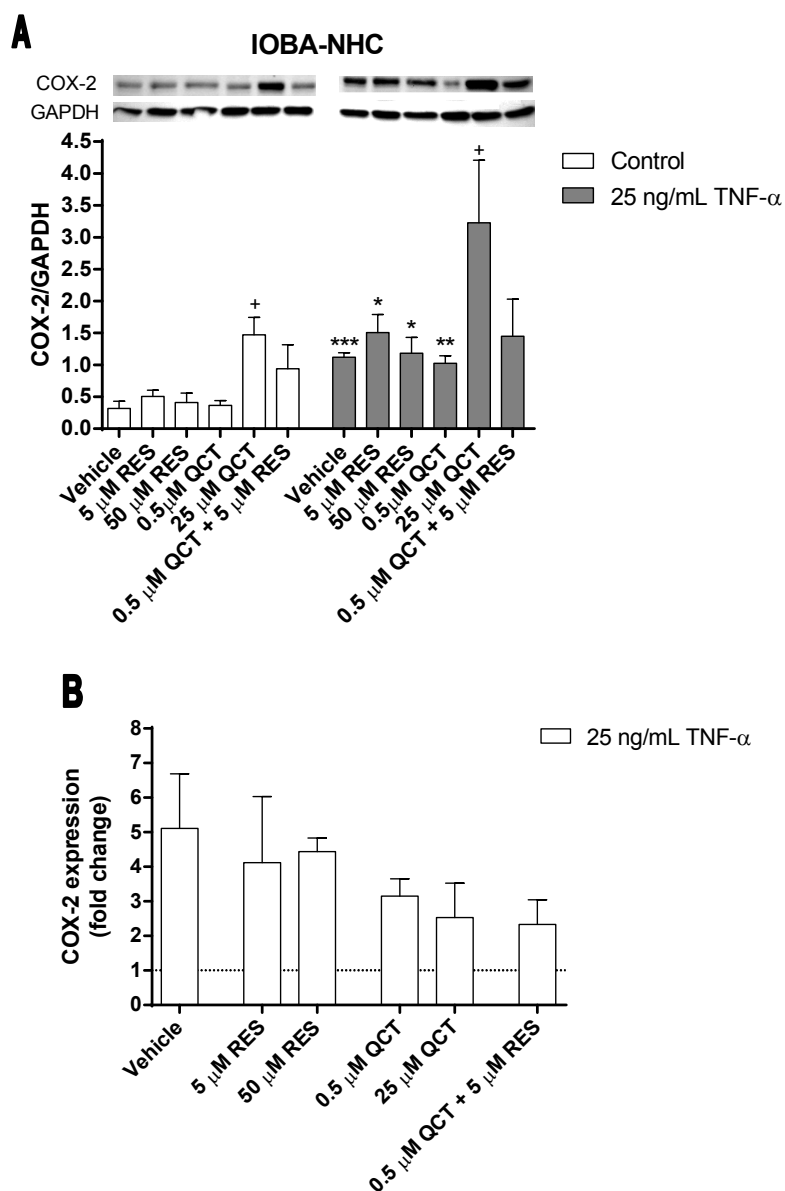 A
IOBA-NHC
COX-2
GAPDH
Control
25 ng/mL TNF-α
COX-2/GAPDH
4.5
4.0
3.5
3.0
2.5
2.0
1.5
1.0
0.5
0.0
+
***
*
*
**
+
Vehicle
5 μM RES
50 μM RES
0.5 μM QCT
25 μM QCT
0.5 μM QCT + 5 μM RES
Vehicle
5 μM RES
50 μM RES
0.5 μM QCT
25 μM QCT
0.5 μM QCT + 5 μM RES
B
25 ng/mL TNF-α
COX-2 expression
(fold change)
8
7
6
5
4
3
2
1
0
Vehicle
5 μM RES
50 μM RES
0.5 μM QCT
25 μM QCT
0.5 μM QCT + 5 μM RES